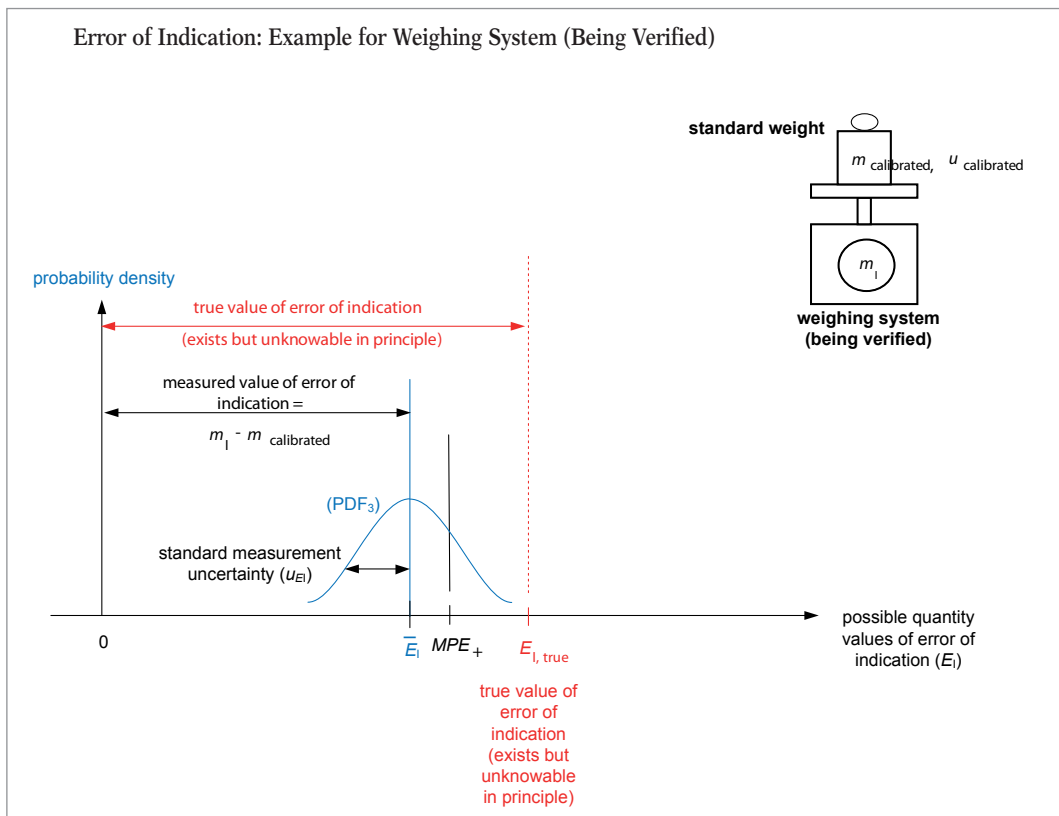 Error of Indication: Example for Weighing System (Being Verified)
standard weight
m calibrated, u calibrated
m I
weighing system
(being verified)
probability density
true value of error of indication
(exists but unknowable in principle)
measured value of error of
indication =
m I - m calibrated
(PDF3)
standard measurement
uncertainty (uEI)
0
E̅I
MPE+
EI, true
possible quantity
values of error of
indication (EI)
true value of
error of
indication
(exists but
unknowable
in principle)